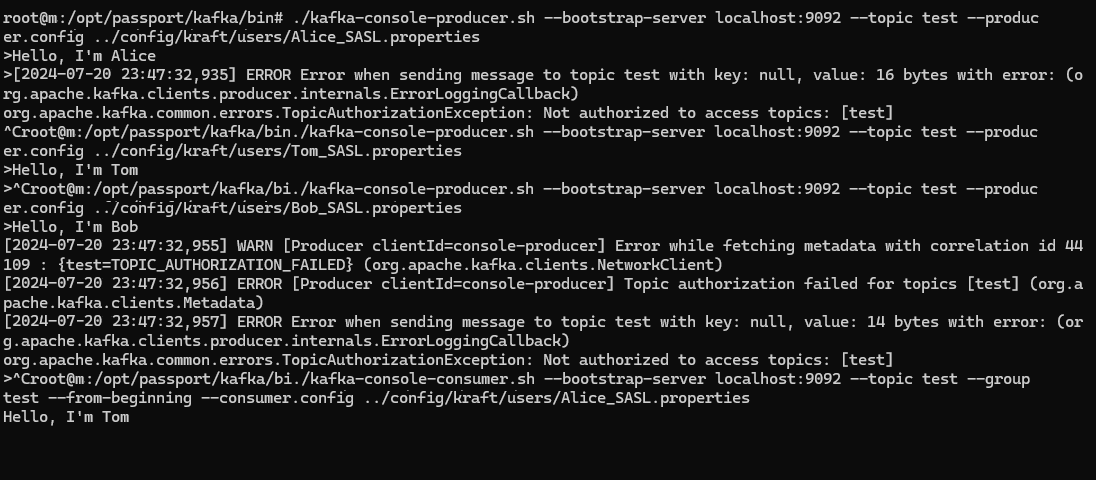 root@m:/opt/passport/kafka/bin# ./kafka-console-producer.sh --bootstrap-server localhost:9092 --topic test --produc
er.config ../config/kraft/users/Alice_SASL.properties
>Hello, I'm Alice
>[2024-07-20 23:47:32,935] ERROR Error when sending message to topic test with key: null, value: 16 bytes with error: (o
rg.apache.kafka.clients.producer.internals.ErrorLoggingCallback)
org.apache.kafka.common.errors.TopicAuthorizationException: Not authorized to access topics: [test]
^Croot@m:/opt/passport/kafka/bin./kafka-console-producer.sh --bootstrap-server localhost:9092 --topic test --produc
er.config ../config/kraft/users/Tom_SASL.properties
>Hello, I'm Tom
>^Croot@m:/opt/passport/kafka/bi./kafka-console-producer.sh --bootstrap-server localhost:9092 --topic test --produc
er.config ../config/kraft/users/Bob_SASL.properties
>Hello, I'm Bob
[2024-07-20 23:47:32,955] WARN [Producer clientId=console-producer] Error while fetching metadata with correlation id 44
109 : {test=TOPIC_AUTHORIZATION_FAILED} (org.apache.kafka.clients.NetworkClient)
[2024-07-20 23:47:32,956] ERROR [Producer clientId=console-producer] Topic authorization failed for topics [test] (org.a
pache.kafka.clients.Metadata)
[2024-07-20 23:47:32,957] ERROR Error when sending message to topic test with key: null, value: 14 bytes with error: (or
g.apache.kafka.clients.producer.internals.ErrorLoggingCallback)
org.apache.kafka.common.errors.TopicAuthorizationException: Not authorized to access topics: [test]
>^Croot@m:/opt/passport/kafka/bi./kafka-console-consumer.sh --bootstrap-server localhost:9092 --topic test --group
test --from-beginning --consumer.config ../config/kraft/users/Alice_SASL.properties
Hello, I'm Tom